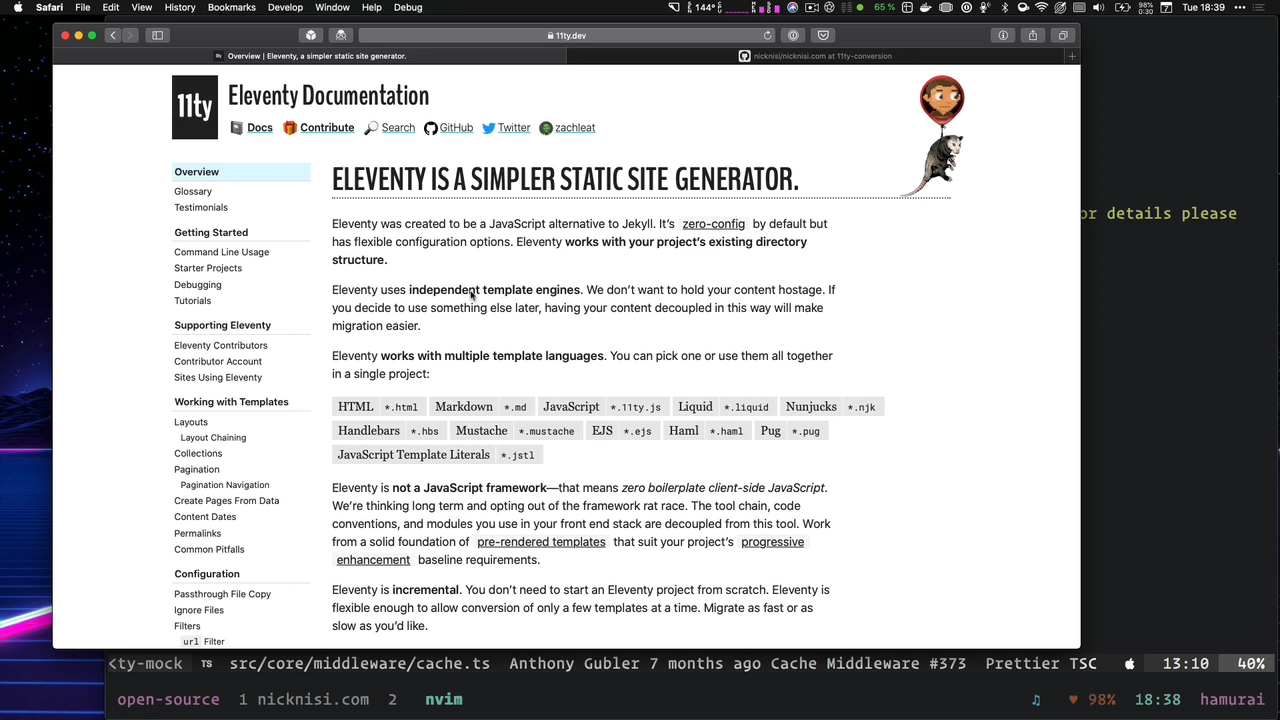 Safari File Edit View History Bookmarks Develop Window Help Debug 144° 65 % 98% 0:30 Tue 18:39
11ty.dev
Overview | Eleventy, a simpler static site generator.
nicknisi/nicknisi.com at 11ty-conversion
11ty
Eleventy Documentation
Docs Contribute Search GitHub Twitter zachleat
Overview
Glossary
Testimonials
Getting Started
Command Line Usage
Starter Projects
Debugging
Tutorials
Supporting Eleventy
Eleventy Contributors
Contributor Account
Sites Using Eleventy
Working with Templates
Layouts
Layout Chaining
Collections
Pagination
Pagination Navigation
Create Pages From Data
Content Dates
Permalinks
Common Pitfalls
Configuration
Passthrough File Copy
Ignore Files
Filters
url Filter
ELEVENTY IS A SIMPLER STATIC SITE GENERATOR.
Eleventy was created to be a JavaScript alternative to Jekyll. It’s zero-config by default but
has flexible configuration options. Eleventy works with your project’s existing directory
structure.
Eleventy uses independent template engines. We don’t want to hold your content hostage. If
you decide to use something else later, having your content decoupled in this way will make
migration easier.
Eleventy works with multiple template languages. You can pick one or use them all together
in a single project:
HTML *.html Markdown *.md JavaScript *.11ty.js Liquid *.liquid Nunjucks *.njk
Handlebars *.hbs Mustache *.mustache EJS *.ejs Haml *.haml Pug *.pug
JavaScript Template Literals *.jstl
Eleventy is not a JavaScript framework—that means zero boilerplate client-side JavaScript.
We’re thinking long term and opting out of the framework rat race. The tool chain, code
conventions, and modules you use in your front end stack are decoupled from this tool. Work
from a solid foundation of pre-rendered templates that suit your project’s progressive
enhancement baseline requirements.
Eleventy is incremental. You don’t need to start an Eleventy project from scratch. Eleventy is
flexible enough to allow conversion of only a few templates at a time. Migrate as fast or as
slow as you’d like.
or details please
<ty-mock TS src/core/middleware/cache.ts Anthony Gubler 7 months ago Cache Middleware #373 Prettier TSC 13:10 40%
open-source 1 nicknisi.com 2 nvim ♫ ♥ 98% 18:38 hamurai